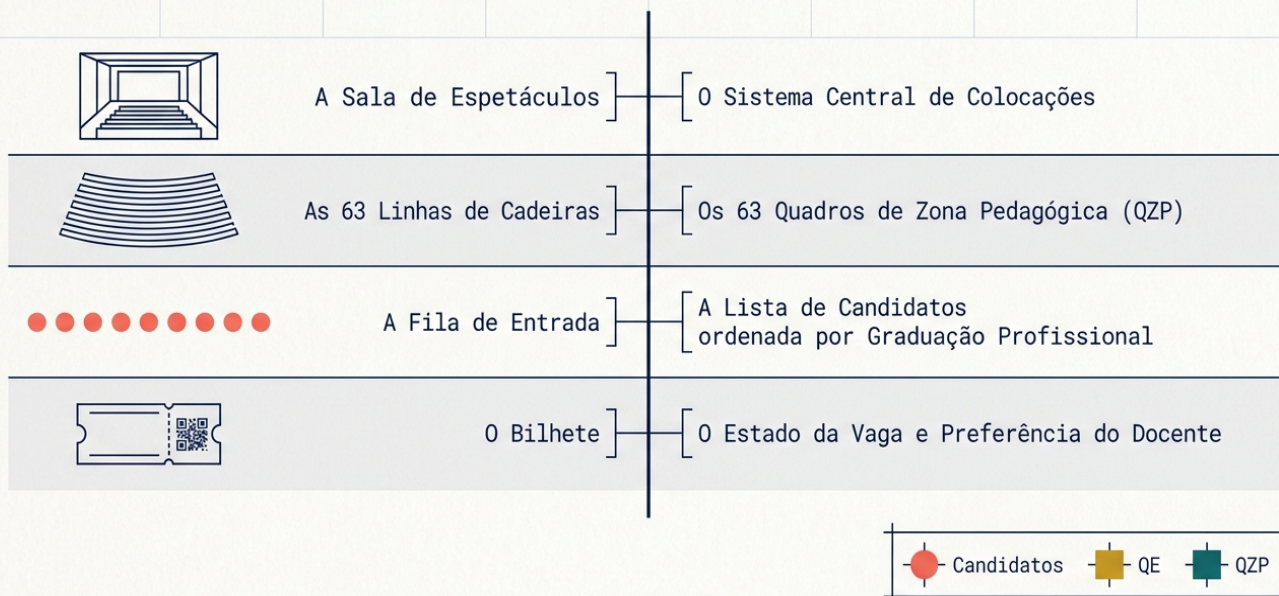 A Sala de Espetáculos
O Sistema Central de Colocações
As 63 Linhas de Cadeiras
Os 63 Quadros de Zona Pedagógica (QZP)
A Fila de Entrada
A Lista de Candidatos
ordenada por Graduação Profissional
O Bilhete
O Estado da Vaga e Preferência do Docente
Candidatos
QE
QZP